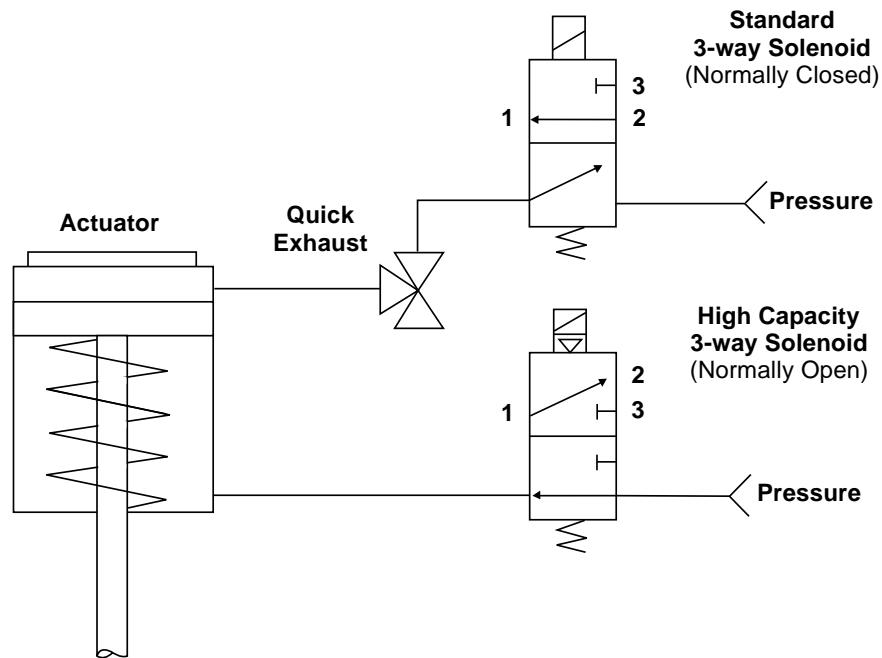 Standard
3-way Solenoid
(Normally Closed)
3
1
2
Pressure
Quick
Exhaust
Actuator
High Capacity
3-way Solenoid
(Normally Open)
2
1
3
Pressure